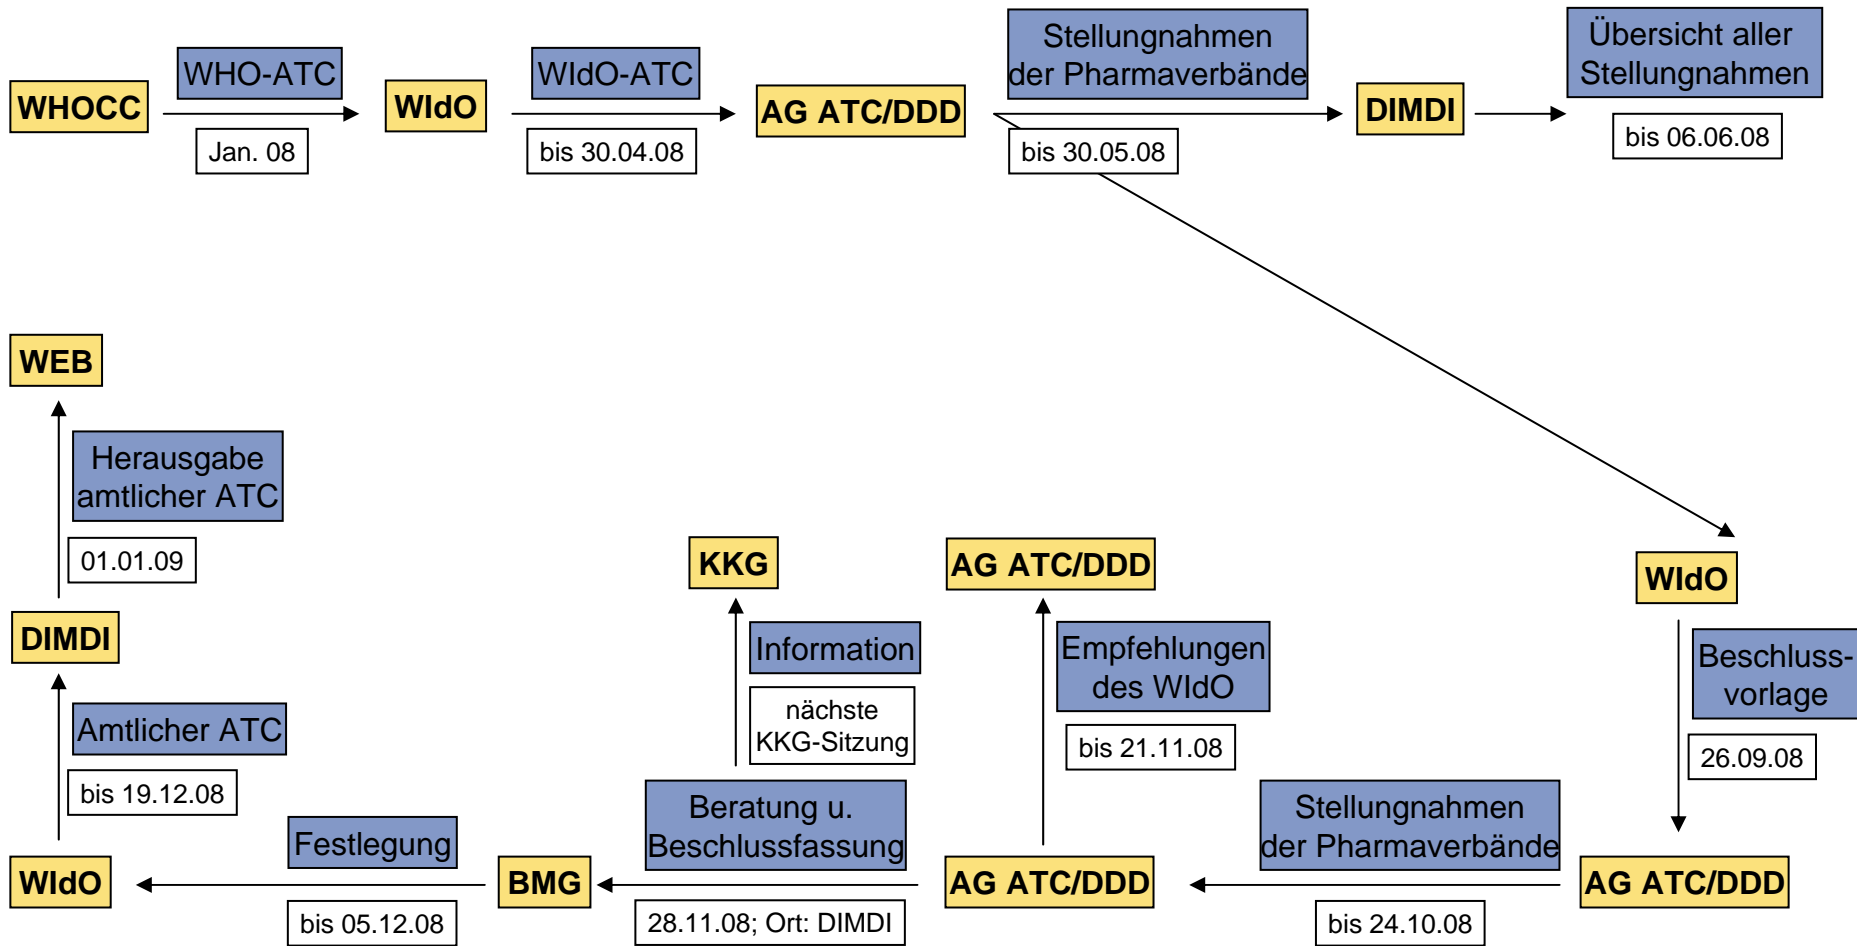 WHOCC
WHO-ATC
Jan. 08
WIdO
WIdO-ATC
bis 30.04.08
AG ATC/DDD
Stellungnahmen
der Pharmaverbände
bis 30.05.08
DIMDI
Übersicht aller
Stellungnahmen
bis 06.06.08
WIdO
Beschluss-
vorlage
26.09.08
AG ATC/DDD
Stellungnahmen
der Pharmaverbände
bis 24.10.08
AG ATC/DDD
Empfehlungen
des WIdO
bis 21.11.08
AG ATC/DDD
Beratung u.
Beschlussfassung
28.11.08; Ort: DIMDI
KKG
Information
nächste
KKG-Sitzung
BMG
Festlegung
bis 05.12.08
WIdO
Amtlicher ATC
bis 19.12.08
DIMDI
Herausgabe
amtlicher ATC
01.01.09
WEB